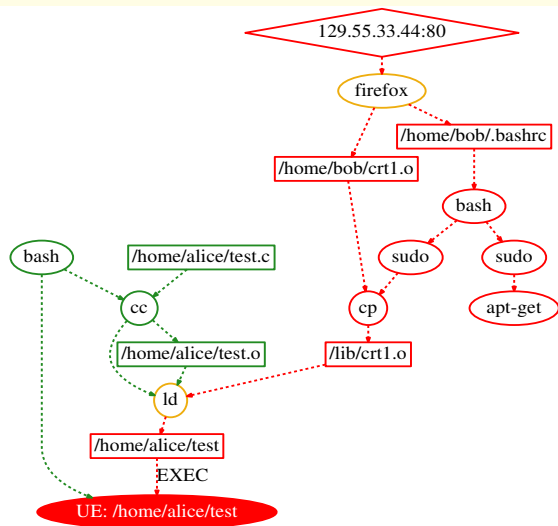 129.55.33.44:80
firefox
/home/bob/.bashrc
/home/bob/crt1.o
bash
bash
/home/alice/test.c
sudo
sudo
cc
cp
apt-get
/home/alice/test.o
/lib/crt1.o
ld
/home/alice/test
EXEC
UE: /home/alice/test